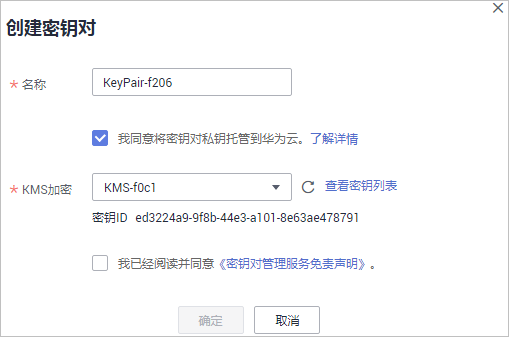 创建密钥对
* 名称 KeyPair-f206
我同意将密钥对私钥托管到华为云。了解详情
* KMS加密 KMS-f0c1 查看密钥列表
密钥ID ed3224a9-9f8b-44e3-a101-8e63ae478791
我已经阅读并同意《密钥对管理服务免责声明》。
确定 取消